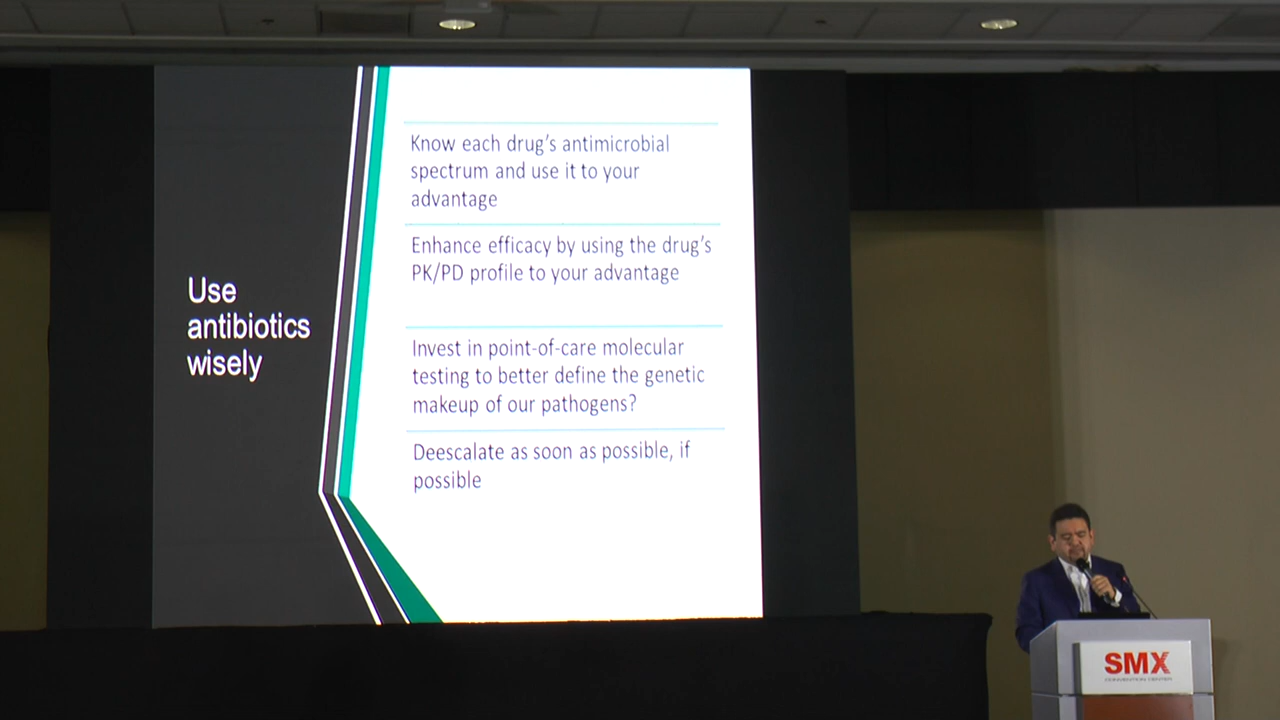 Use
antibiotics
wisely
Know each drug's antimicrobial
spectrum and use it to your
advantage
Enhance efficacy by using the drug's
PK/PD profile to your advantage
Invest in point-of-care molecular
testing to better define the genetic
makeup of our pathogens?
Deescalate as soon as possible, if
possible
SMX
CONVENTION CENTER